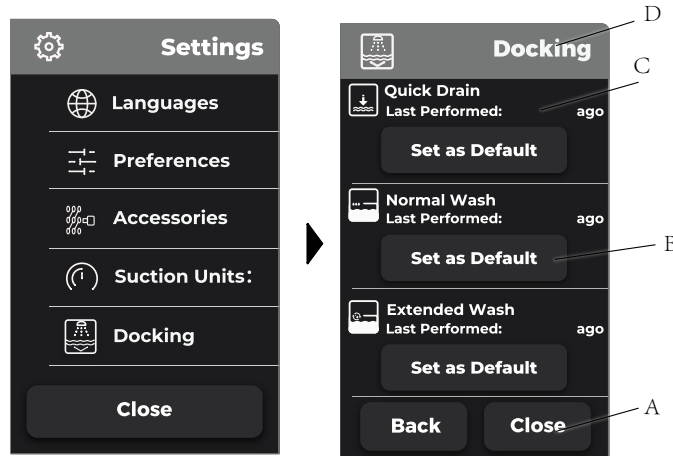 Settings
Languages
Preferences
Accessories
Suction Units:
Docking
Close
D
Docking
C
Quick Drain
Last Performed: ago
Set as Default
Normal Wash
Last Performed: ago
Set as Default
Extended Wash
Last Performed: ago
Set as Default
Back Close
A